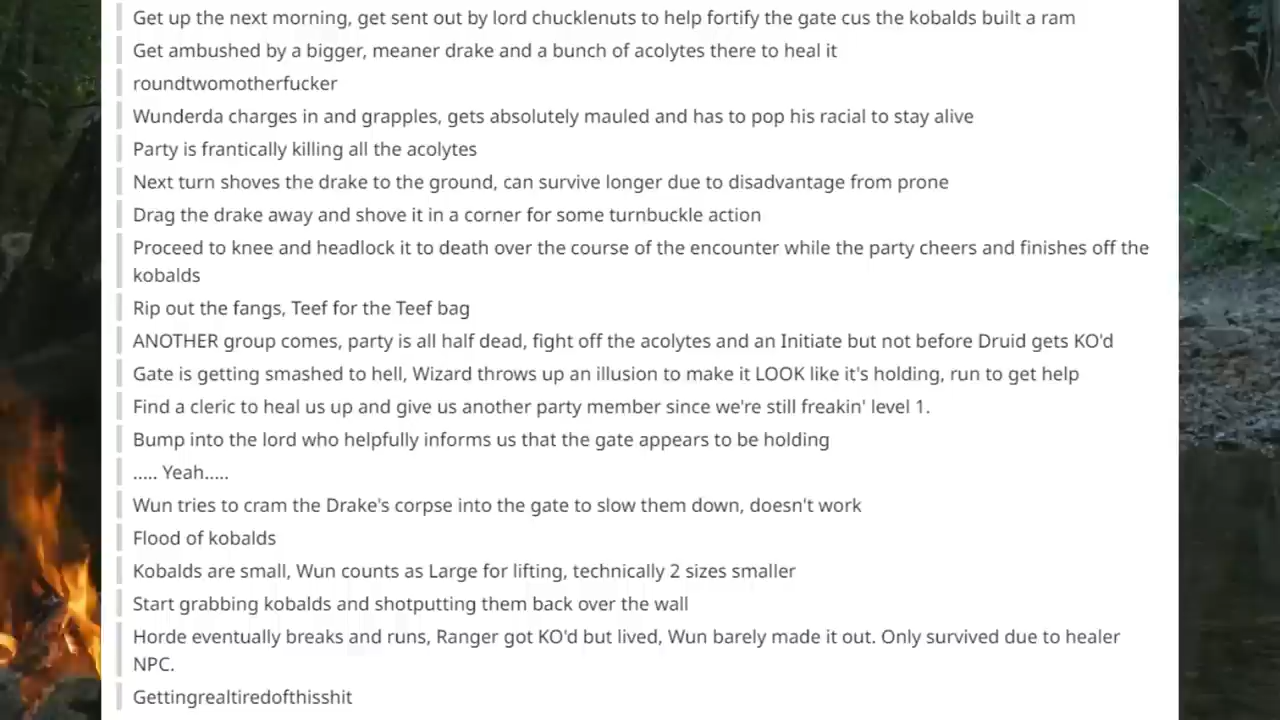 Get up the next morning, get sent out by lord chucklenuts to help fortify the gate cus the kobalds built a ram
Get ambushed by a bigger, meaner drake and a bunch of acolytes there to heal it
roundtwomotherfucker
Wunderda charges in and grapples, gets absolutely mauled and has to pop his racial to stay alive
Party is frantically killing all the acolytes
Next turn shoves the drake to the ground, can survive longer due to disadvantage from prone
Drag the drake away and shove it in a corner for some turnbuckle action
Proceed to knee and headlock it to death over the course of the encounter while the party cheers and finishes off the
kobalds
Rip out the fangs, Teef for the Teef bag
ANOTHER group comes, party is all half dead, fight off the acolytes and an Initiate but not before Druid gets KO'd
Gate is getting smashed to hell, Wizard throws up an illusion to make it LOOK like it's holding, run to get help
Find a cleric to heal us up and give us another party member since we're still freakin' level 1.
Bump into the lord who helpfully informs us that the gate appears to be holding
..... Yeah.....
Wun tries to cram the Drake's corpse into the gate to slow them down, doesn't work
Flood of kobalds
Kobalds are small, Wun counts as Large for lifting, technically 2 sizes smaller
Start grabbing kobalds and shotputting them back over the wall
Horde eventually breaks and runs, Ranger got KO'd but lived, Wun barely made it out. Only survived due to healer
NPC.
Gettingrealtiredofthisshit